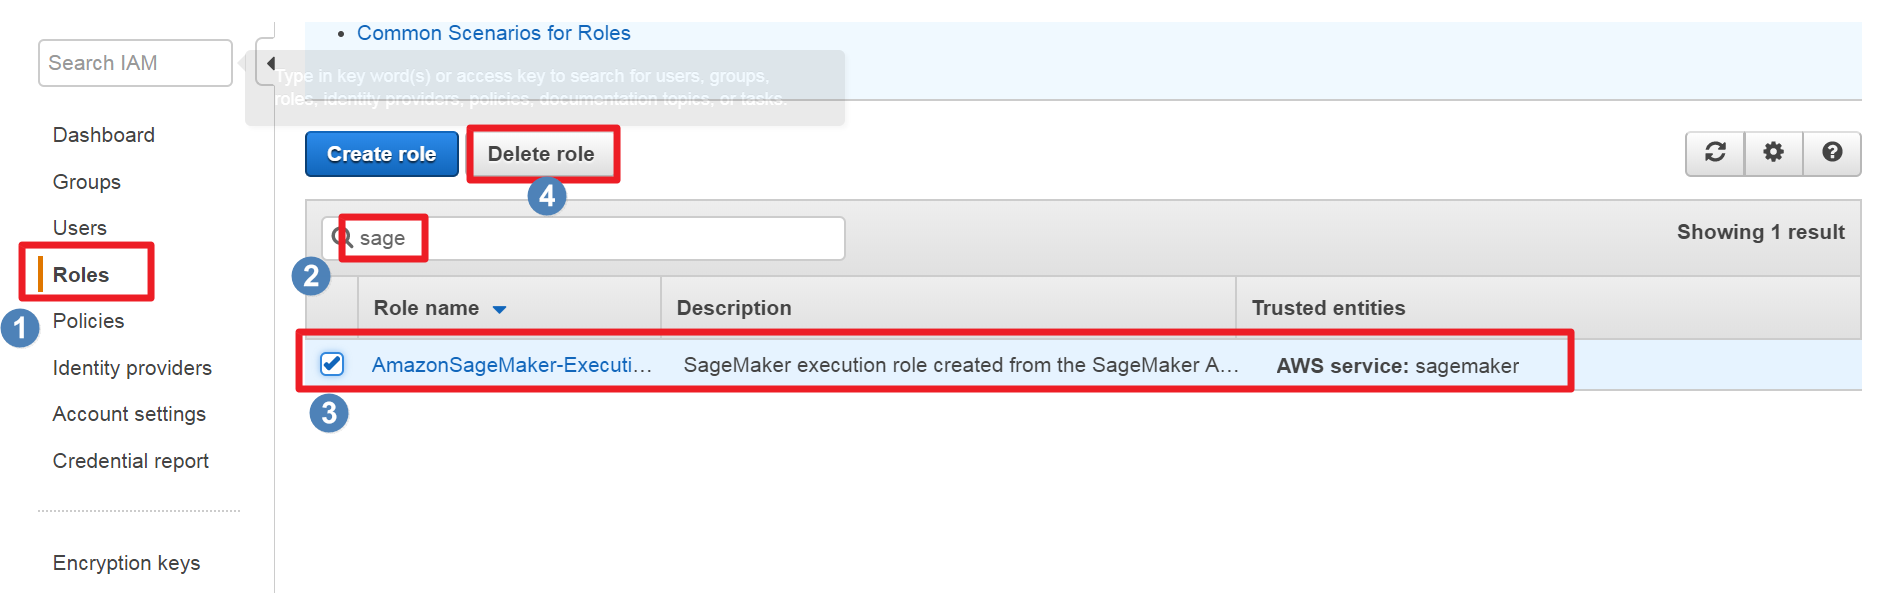 Common Scenarios for Roles
Search IAM
Type in key word(s) or access key to search for users, groups,
roles, identity providers, policies, documentation topics, or tasks.
Dashboard
Groups
Users
Roles
1
Policies
Identity providers
Account settings
Credential report
Encryption keys
Create role
Delete role
4
sage
Showing 1 result
2
Role name Description Trusted entities
AmazonSageMaker-Executi... SageMaker execution role created from the SageMaker A... AWS service: sagemaker
3